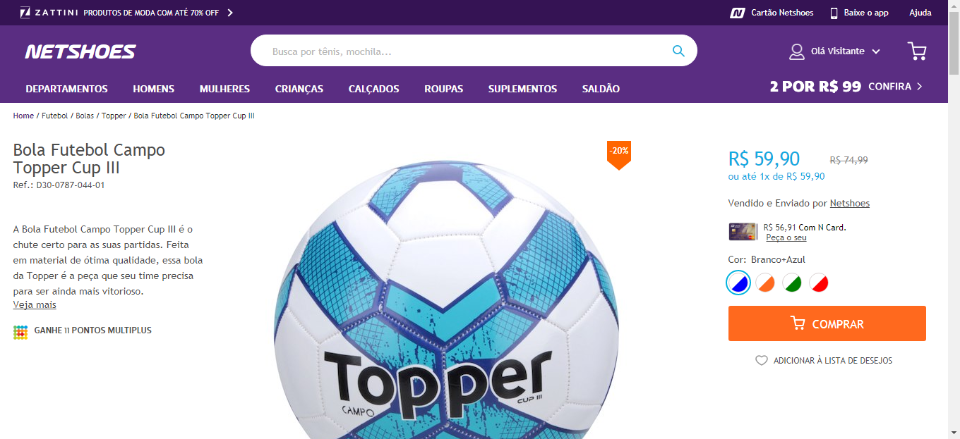 ZATTINI PRODUTOS DE MODA COM ATÉ 70% OFF
Cartão Netshoes
Baixe o app
Ajuda
NETSHOES
Busca por tênis, mochila...
Olá Visitante
DEPARTAMENTOS HOMENS MULHERES CRIANÇAS CALÇADOS ROUPAS SUPLEMENTOS SALDÃO
2 POR R$ 99 CONFIRA
Home / Futebol / Bolas / Topper / Bola Futebol Campo Topper Cup III
Bola Futebol Campo
Topper Cup III
Ref.: D30-0787-044-01
A Bola Futebol Campo Topper Cup III é o
chute certo para as suas partidas. Feita
em material de ótima qualidade, essa bola
da Topper é a peça que seu time precisa
para ser ainda mais vitorioso.
Veja mais
GANHE 11 PONTOS MULTIPLUS
-20%
Topper
CAMPO
CUP III
R$ 59,90 R$ 74,99
ou até 1x de R$ 59,90
Vendido e Enviado por Netshoes
R$ 56,91 Com N Card.
Peça o seu
Cor: Branco+Azul
COMPRAR
ADICIONAR À LISTA DE DESEJOS